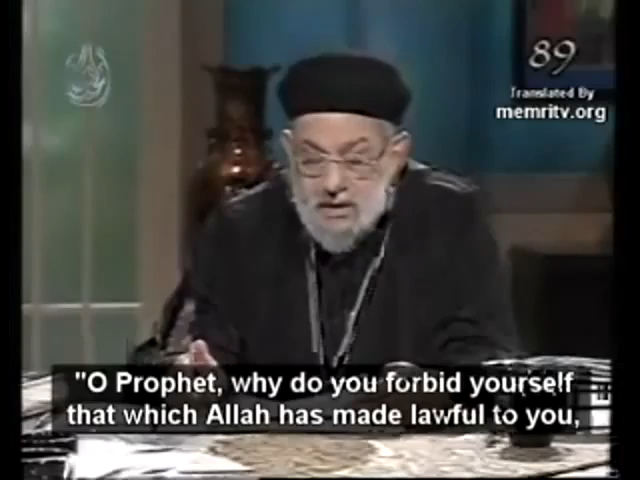 89
Translated By
memritv.org
"O Prophet, why do you forbid yourself
that which Allah has made lawful to you,